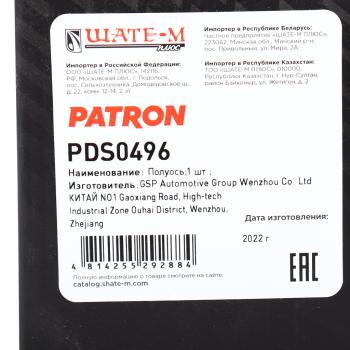 ШАТЕ-М
ПЛЮС
Импортер в Российской Федерации:
ООО «ШАТЕ-М ПЛЮС», 142116,
РФ, Московская область, г. Подольск,
пос. Сельхозтехника, Домодедовское ш.,
д. 22, комн. 12-14, 2 эт.
Импортер в Республике Беларусь:
Частное предприятие «ШАТЕ-М ПЛЮС»,
223062, Минская обл., Минский р-н,
пос. Привольный, ул. Мира, 2А
Импортер в Республике Казахстан:
ТОО «ШАТЕ-М ПЛЮС», 010000,
Республика Казахстан, г. Нур-Султан,
район Байконыр, ул. Жетиген, д. 2
PATRON
PDS0496
Наименование: Полуось,1 шт.;
Изготовитель:GSP Automotive Group Wenzhou Co. Ltd
КИТАЙ NO1 Gaoxiang Road, High-tech
Industrial Zone Ouhai District, Wenzhou,
Zhejiang
Дата изготовления:
2022 г
4 814255 292884
EAC
Полную информацию о товаре смотрите на сайте
catalog.shate-m.com